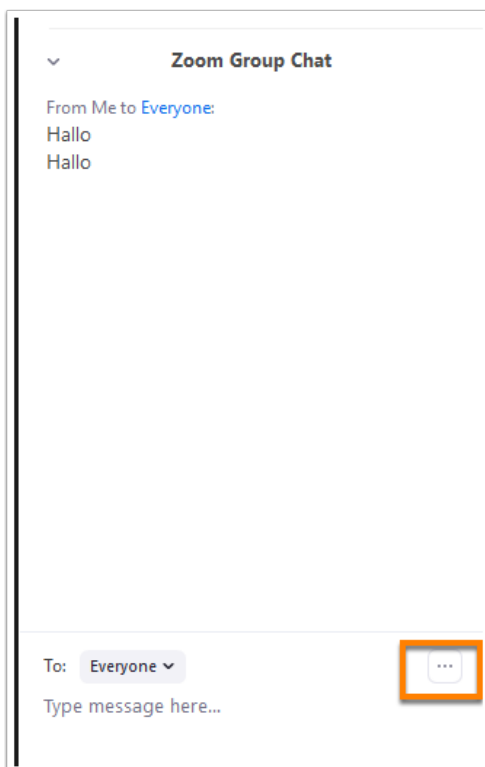 Zoom Group Chat
From Me to Everyone:
Hallo
Hallo
To: Everyone
Type message here...